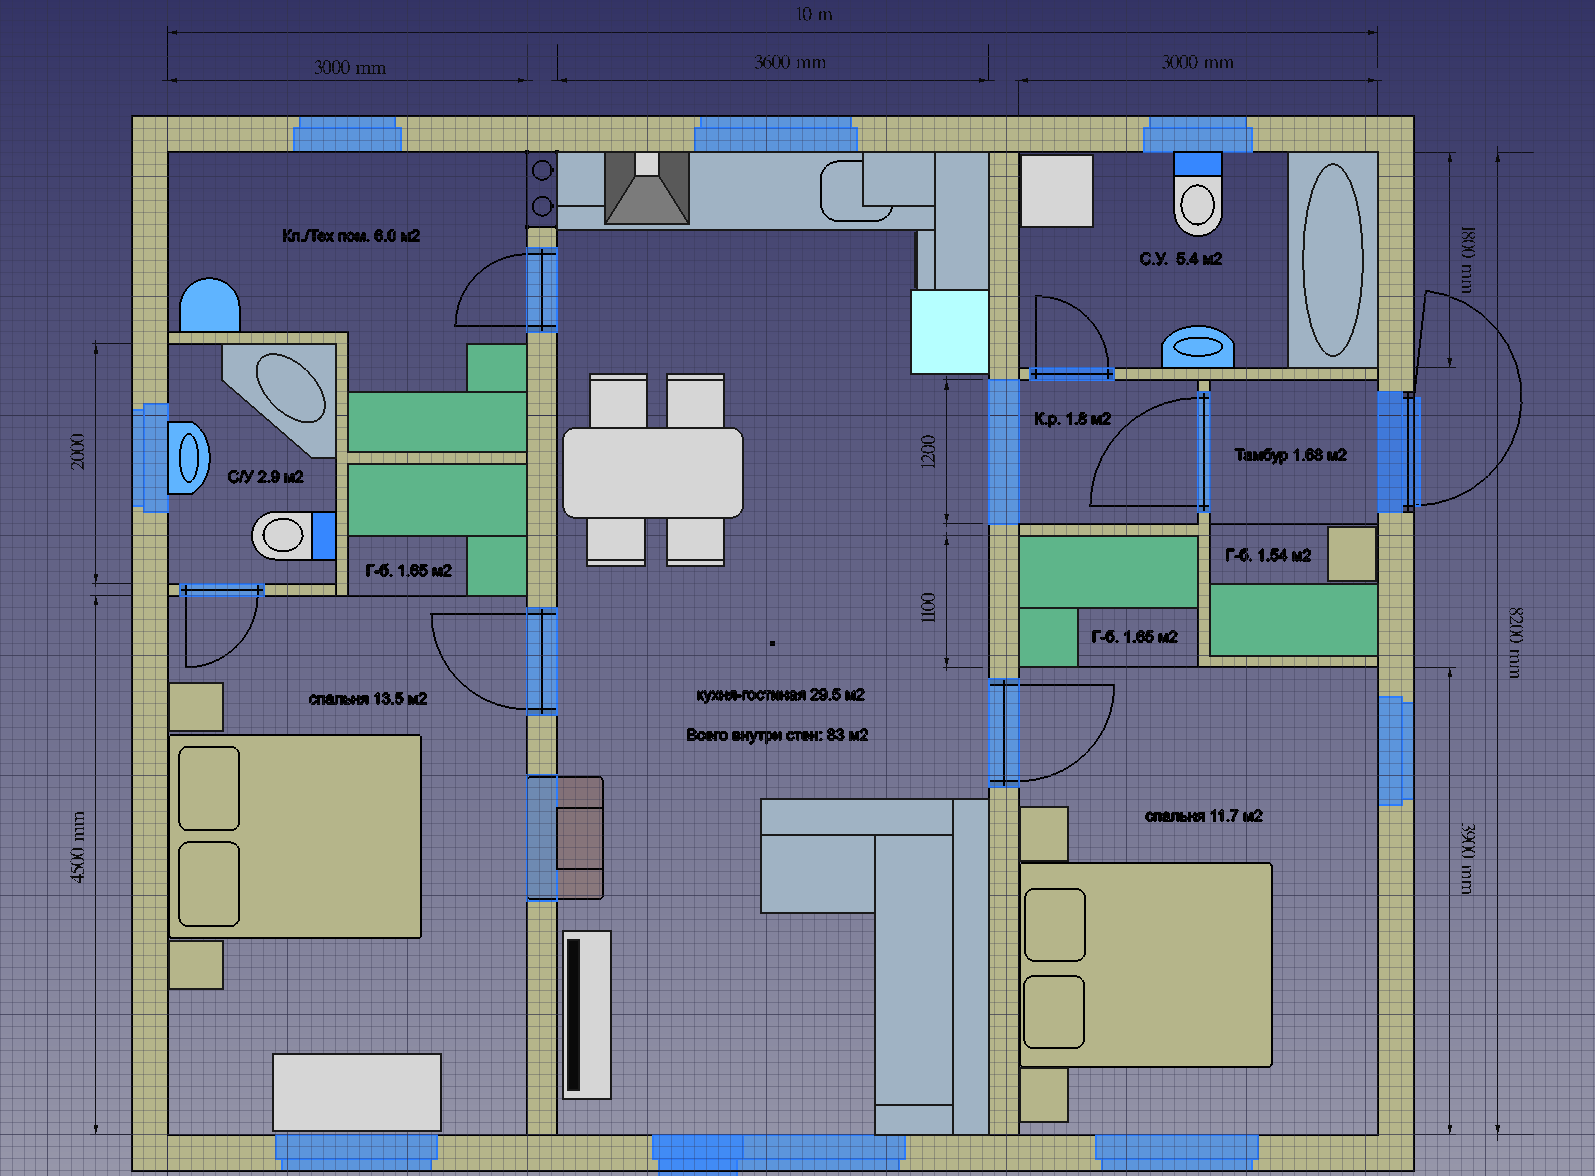 10 m
3000 mm
3600 mm
3000 mm
Кл./Тех пом. 6.0 м2
С.У. 5.4 м2
1800 mm
К.р. 1.8 м2
Тамбур 1.68 м2
2000
С/У 2.9 м2
1200
Г-б. 1.65 м2
Г-б. 1.54 м2
1100
Г-б. 1.65 м2
8200 mm
спальня 13.5 м2
кухня-гостиная 29.5 м2
Всего внутри стен: 83 м2
спальня 11.7 м2
4500 mm
3900 mm